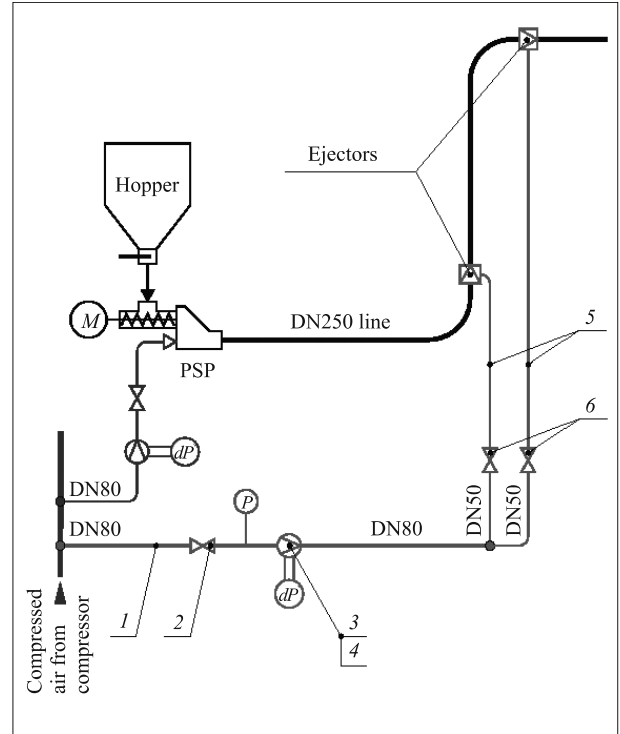 Ejectors
Hopper
M
DN250 line
PSP
5
6
dP
DN80
DN80
P
DN80
DN50
DN50
dP
1
2
3
4
Compressed
air from
compressor